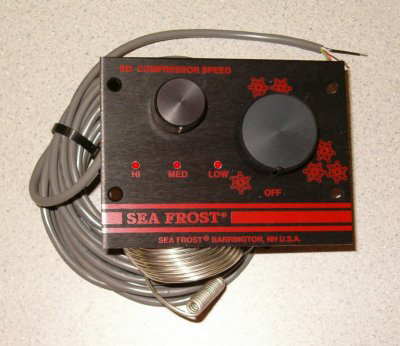 BD COMPRESSOR SPEED
HI MED LOW
OFF
SEA FROST®
SEA FROST® BARRINGTON, NH U.S.A.